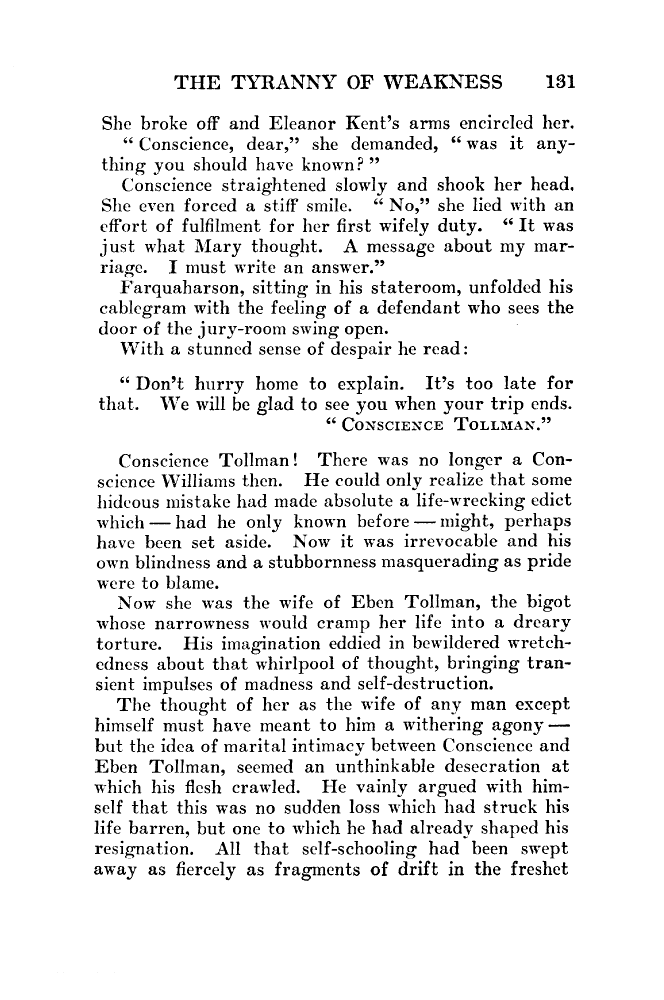 THE TYRANNY OF WEAKNESS 131
She broke off and Eleanor Kent's arms encircled her.
“Conscience, dear,” she demanded, “was it any-
thing you should have known?”
Conscience straightened slowly and shook her head.
She even forced a stiff smile. “No,” she lied with an
effort of fulfilment for her first wifely duty. “It was
just what Mary thought. A message about my mar-
riage. I must write an answer.”
Farquaharson, sitting in his stateroom, unfolded his
cablegram with the feeling of a defendant who sees the
door of the jury-room swing open.
With a stunned sense of despair he read:
“Don't hurry home to explain. It's too late for
that. We will be glad to see you when your trip ends.
“CONSCIENCE TOLLMAN.”
Conscience Tollman! There was no longer a Con-
science Williams then. He could only realize that some
hideous mistake had made absolute a life-wrecking edict
which — had he only known before — might, perhaps
have been set aside. Now it was irrevocable and his
own blindness and a stubbornness masquerading as pride
were to blame.
Now she was the wife of Eben Tollman, the bigot
whose narrowness would cramp her life into a dreary
torture. His imagination eddied in bewildered wretch-
edness about that whirlpool of thought, bringing tran-
sient impulses of madness and self-destruction.
The thought of her as the wife of any man except
himself must have meant to him a withering agony —
but the idea of marital intimacy between Conscience and
Eben Tollman, seemed an unthinkable desecration at
which his flesh crawled. He vainly argued with him-
self that this was no sudden loss which had struck his
life barren, but one to which he had already shaped his
resignation. All that self-schooling had been swept
away as fiercely as fragments of drift in the freshet